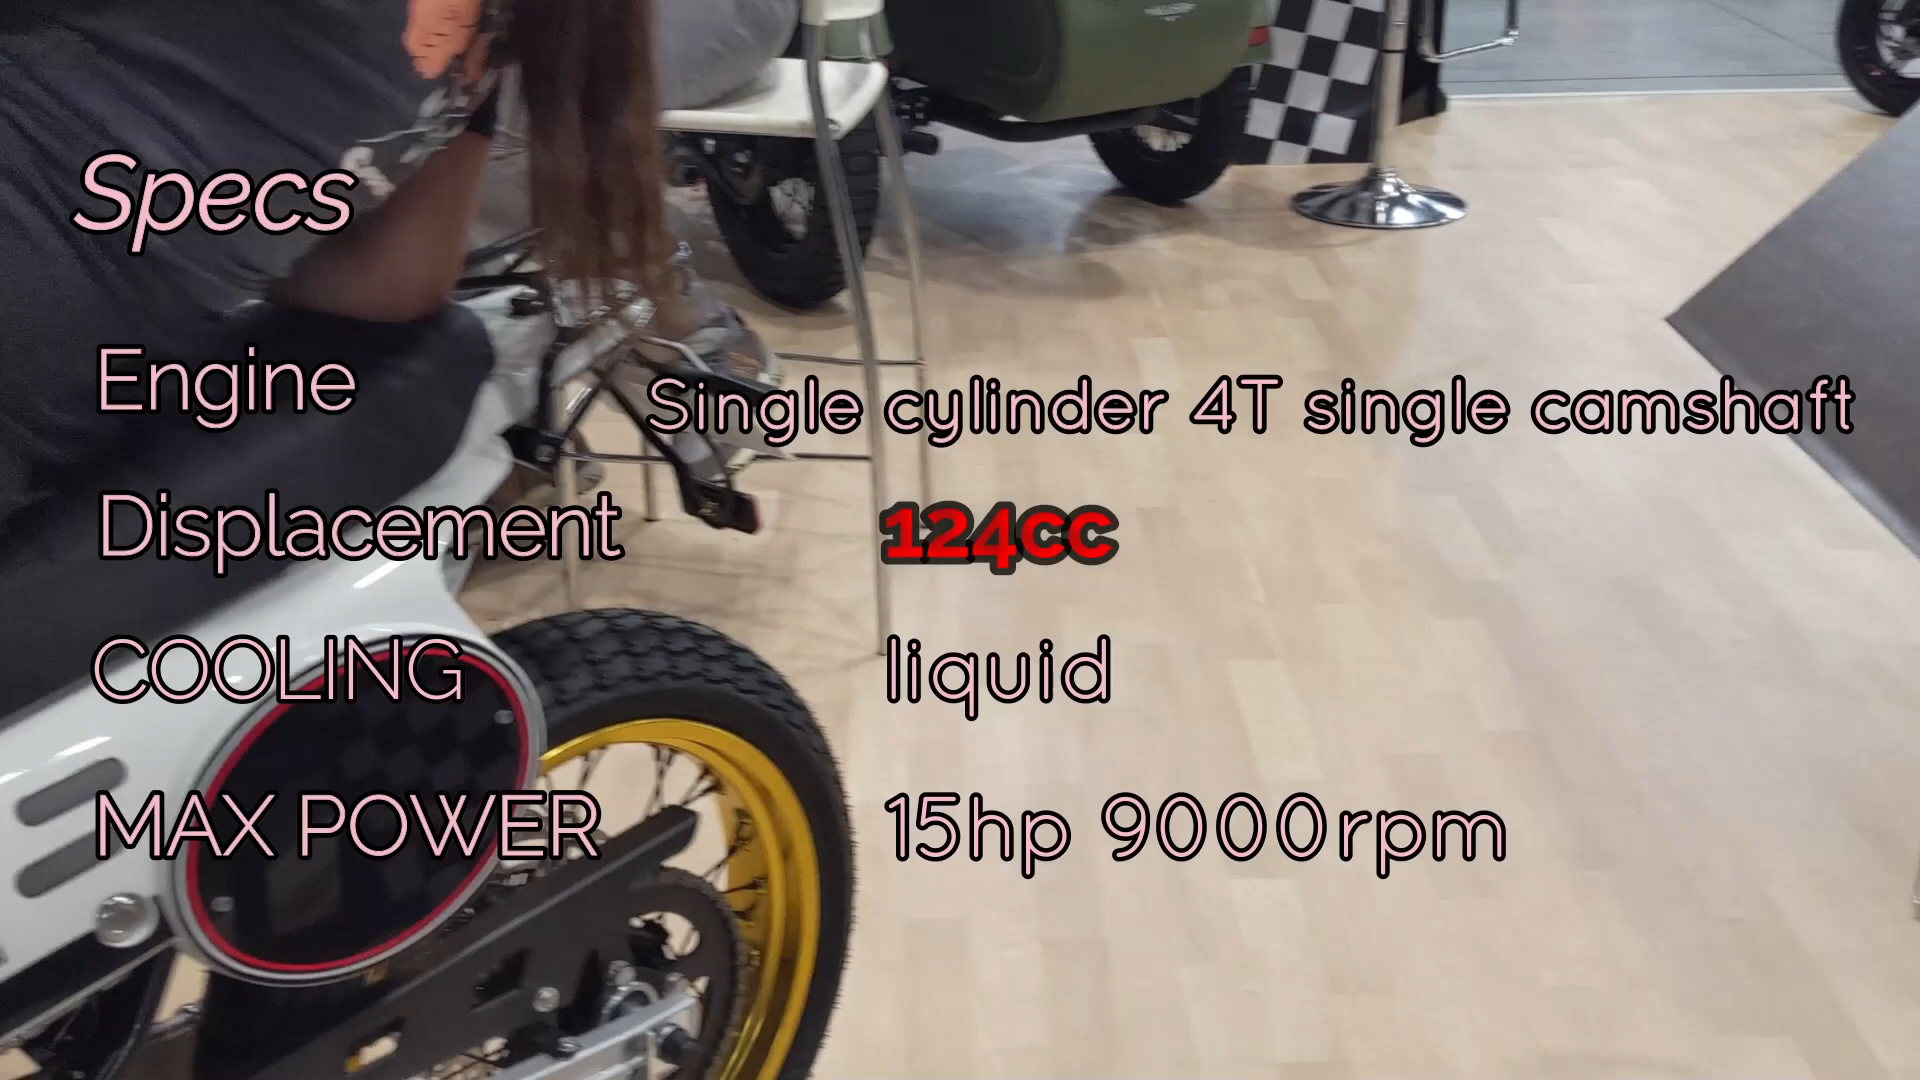 Specs
Engine
Single cylinder 4T single camshaft
Displacement
124cc
COOLING
liquid
MAX POWER
15hp 9000rpm